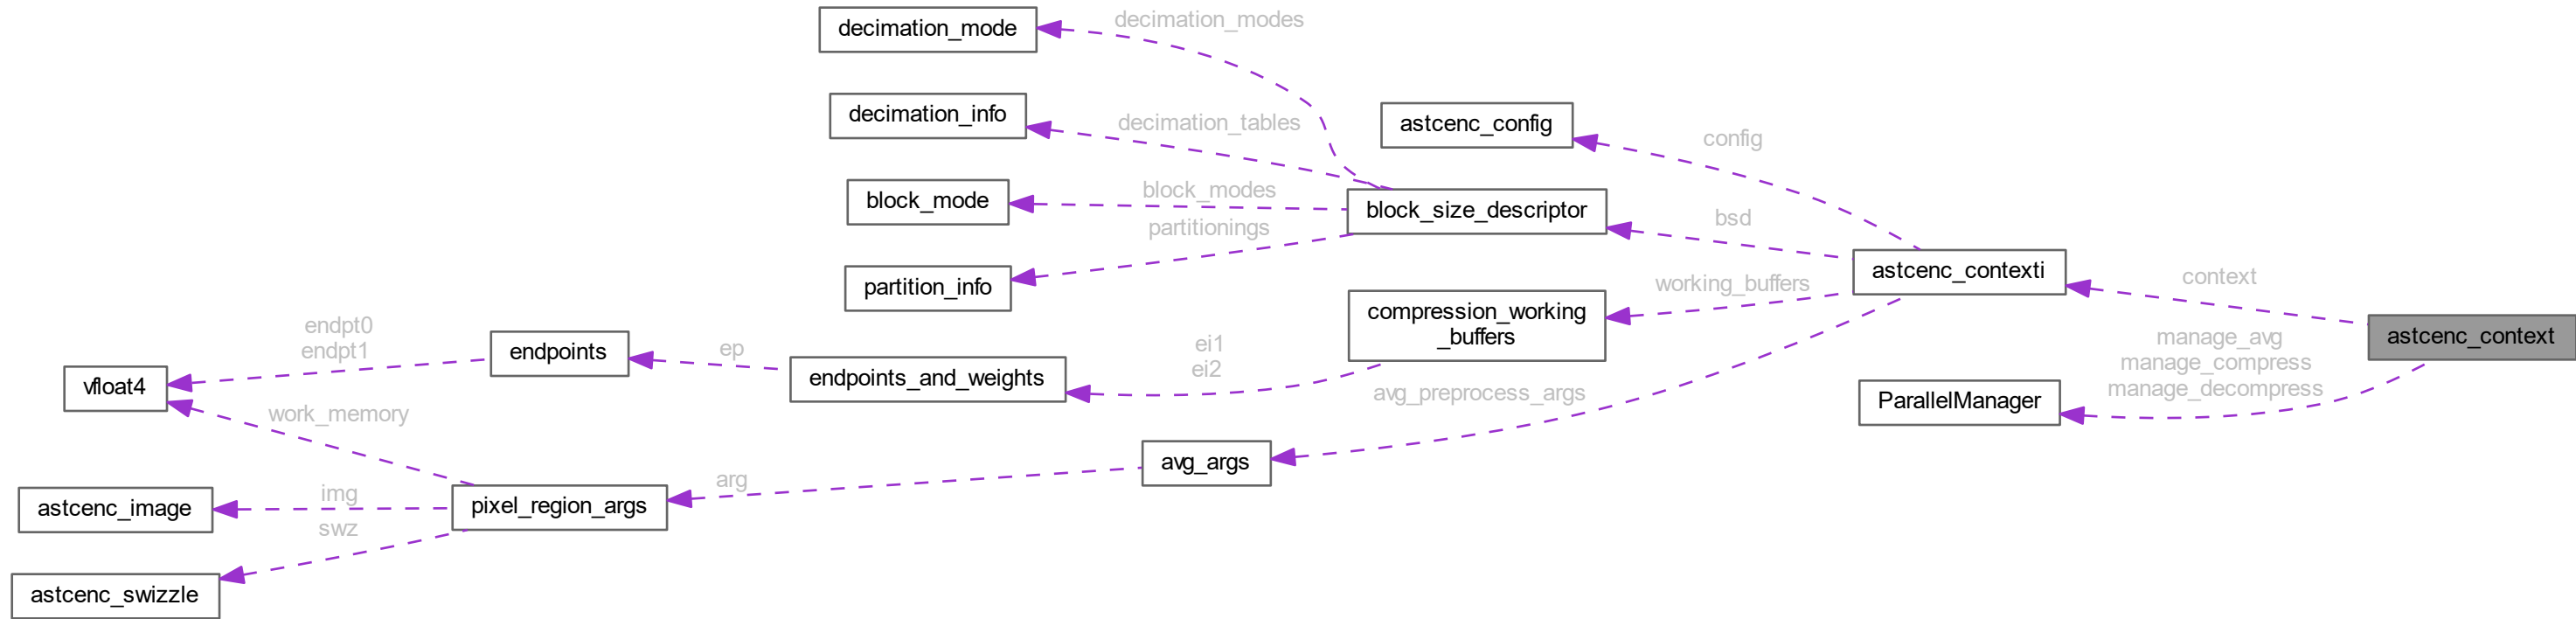 decimation_mode
decimation_modes
decimation_info
decimation_tables
astcenc_config
config
block_mode
block_modes
block_size_descriptor
bsd
partitionings
partition_info
astcenc_contexti
context
working_buffers
compression_working
_buffers
astcenc_context
endpt0
endpt1
endpoints
ep
endpoints_and_weights
ei1
ei2
vfloat4
manage_avg
manage_compress
manage_decompress
ParallelManager
avg_preprocess_args
work_memory
avg_args
arg
astcenc_image
img
swz
pixel_region_args
astcenc_swizzle